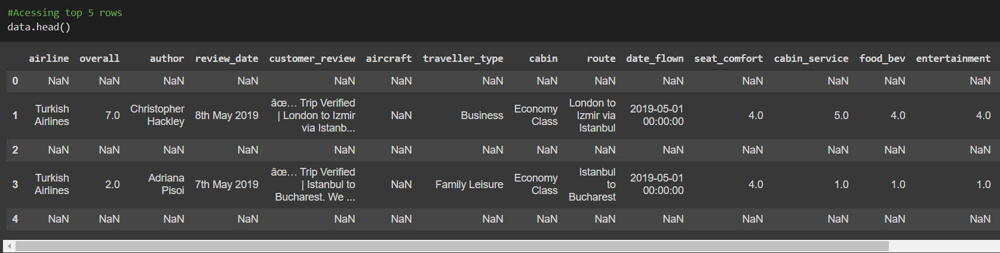 #Acessing top 5 rows
data.head()
airline overall author review_date customer_review aircraft traveller_type cabin route date_flown seat_comfort cabin_service food_bev entertainment
0 NaN NaN NaN NaN NaN NaN NaN NaN NaN NaN NaN NaN NaN NaN
1 Turkish Airlines 7.0 Christopher Hackley 8th May 2019 âœ… Trip Verified | London to Izmir via Istanb... NaN Business Economy Class London to Izmir via Istanbul 2019-05-01 00:00:00 4.0 5.0 4.0 4.0
2 NaN NaN NaN NaN NaN NaN NaN NaN NaN NaN NaN NaN NaN NaN
3 Turkish Airlines 2.0 Adriana Pisoi 7th May 2019 âœ… Trip Verified | Istanbul to Bucharest. We ... NaN Family Leisure Economy Class Istanbul to Bucharest 2019-05-01 00:00:00 4.0 1.0 1.0 1.0
4 NaN NaN NaN NaN NaN NaN NaN NaN NaN NaN NaN NaN NaN NaN